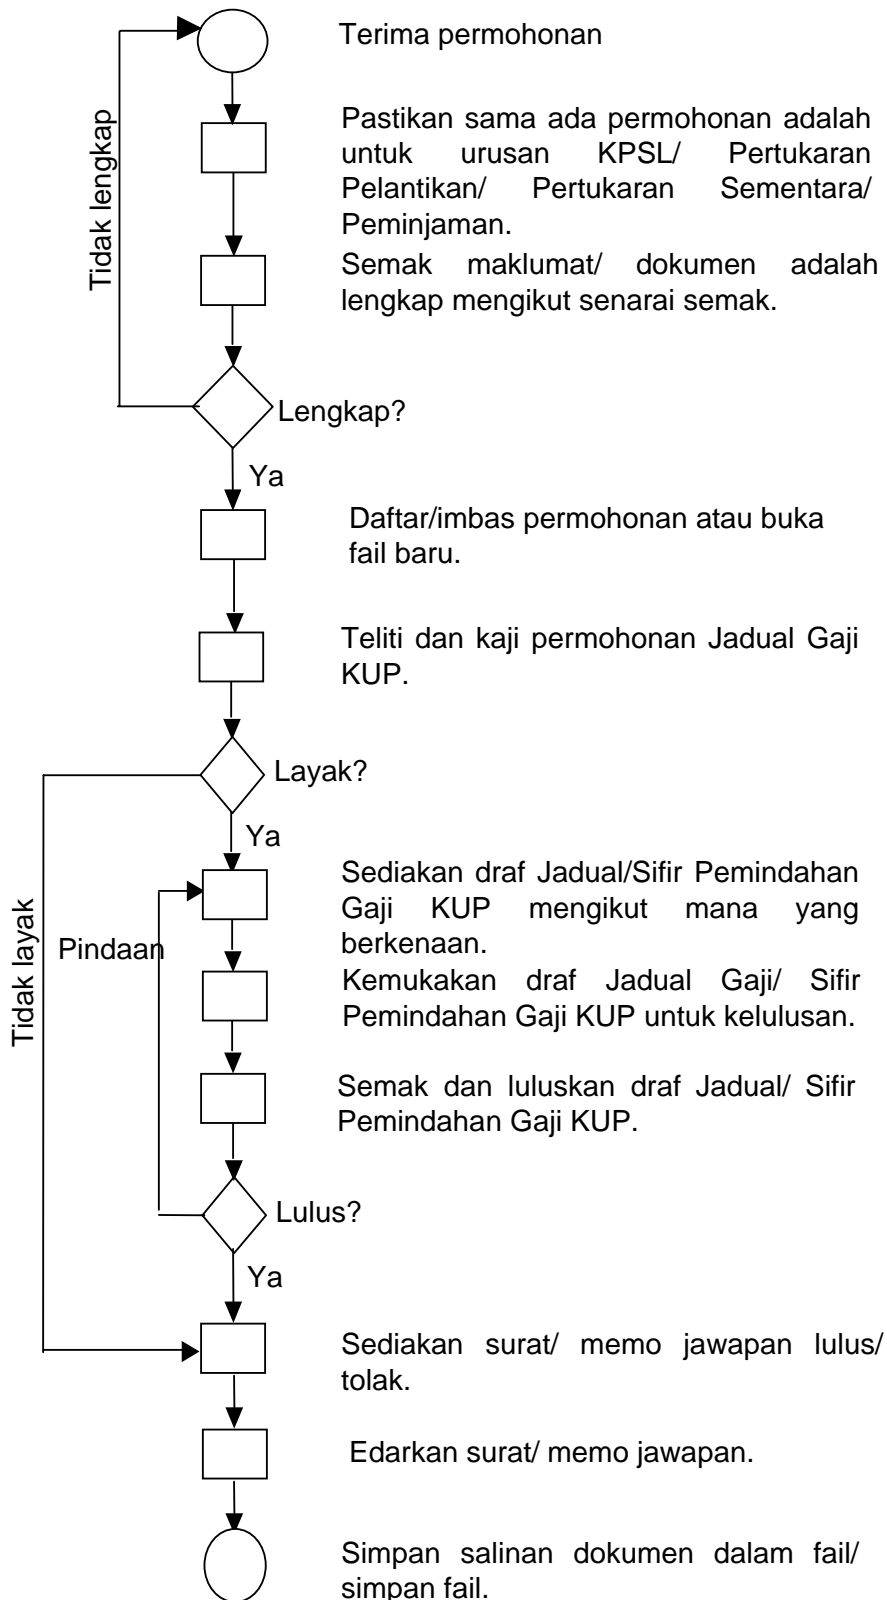 Terima permohonan
Pastikan sama ada permohonan adalah
untuk urusan KPSL/ Pertukaran
Pelantikan/ Pertukaran Sementara/
Peminjaman.
Tidak lengkap
Semak maklumat/ dokumen adalah
lengkap mengikut senarai semak.
Lengkap?
Ya
Daftar/imbas permohonan atau buka
fail baru.
Teliti dan kaji permohonan Jadual Gaji
KUP.
Layak?
Ya
Sediakan draf Jadual/Sifir Pemindahan
Gaji KUP mengikut mana yang
berkenaan.
Tidak layak
Pindaan
Kemukakan draf Jadual Gaji/ Sifir
Pemindahan Gaji KUP untuk kelulusan.
Semak dan luluskan draf Jadual/ Sifir
Pemindahan Gaji KUP.
Lulus?
Ya
Sediakan surat/ memo jawapan lulus/
tolak.
Edarkan surat/ memo jawapan.
Simpan salinan dokumen dalam fail/
simpan fail.